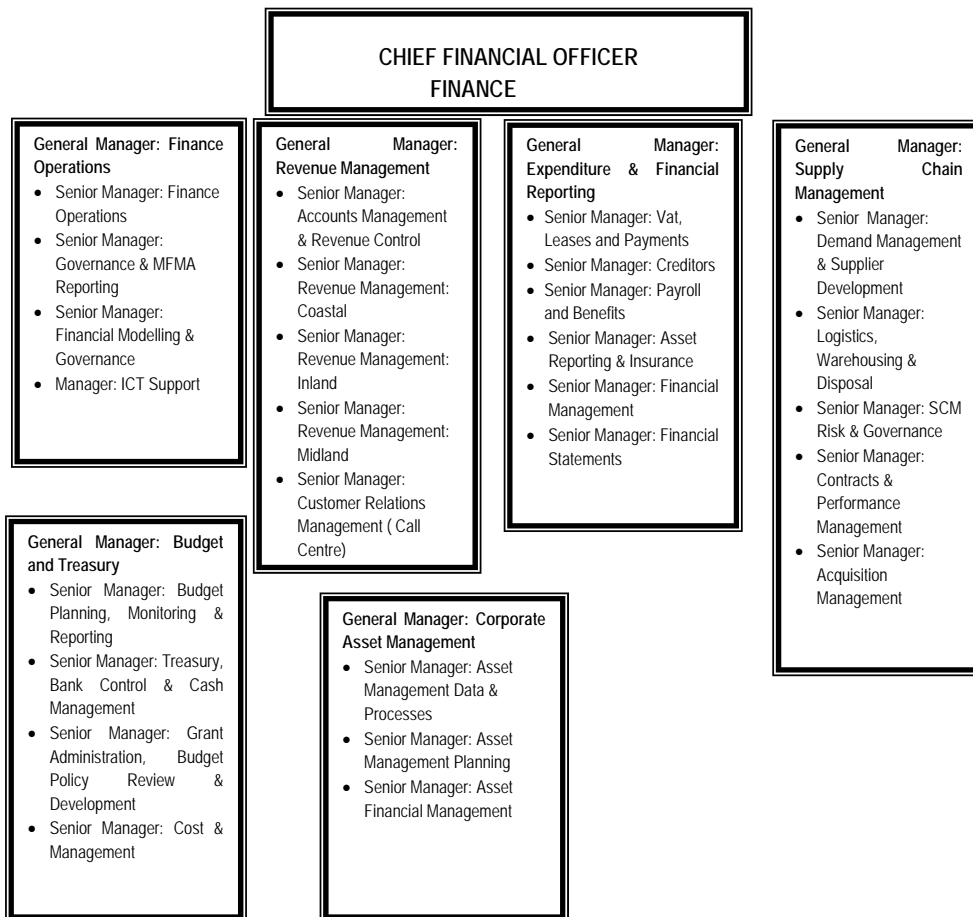 CHIEF FINANCIAL OFFICER
FINANCE
General Manager: Finance
Operations
• Senior Manager: Finance
Operations
• Senior Manager:
Governance & MFMA
Reporting
• Senior Manager:
Financial Modelling &
Governance
• Manager: ICT Support
General Manager:
Revenue Management
• Senior Manager:
Accounts Management
& Revenue Control
• Senior Manager:
Revenue Management:
Coastal
• Senior Manager:
Revenue Management:
Inland
• Senior Manager:
Revenue Management:
Midland
• Senior Manager:
Customer Relations
Management ( Call
Centre)
General Manager:
Expenditure & Financial
Reporting
• Senior Manager: Vat,
Leases and Payments
• Senior Manager: Creditors
• Senior Manager: Payroll
and Benefits
• Senior Manager: Asset
Reporting & Insurance
• Senior Manager: Financial
Management
• Senior Manager: Financial
Statements
General Manager:
Supply Chain
Management
• Senior Manager:
Demand Management
& Supplier
Development
• Senior Manager:
Logistics,
Warehousing &
Disposal
• Senior Manager: SCM
Risk & Governance
• Senior Manager:
Contracts &
Performance
Management
• Senior Manager:
Acquisition
Management
General Manager: Budget
and Treasury
• Senior Manager: Budget
Planning, Monitoring &
Reporting
• Senior Manager: Treasury,
Bank Control & Cash
Management
• Senior Manager: Grant
Administration, Budget
Policy Review &
Development
• Senior Manager: Cost &
Management
General Manager: Corporate
Asset Management
• Senior Manager: Asset
Management Data &
Processes
• Senior Manager: Asset
Management Planning
• Senior Manager: Asset
Financial Management